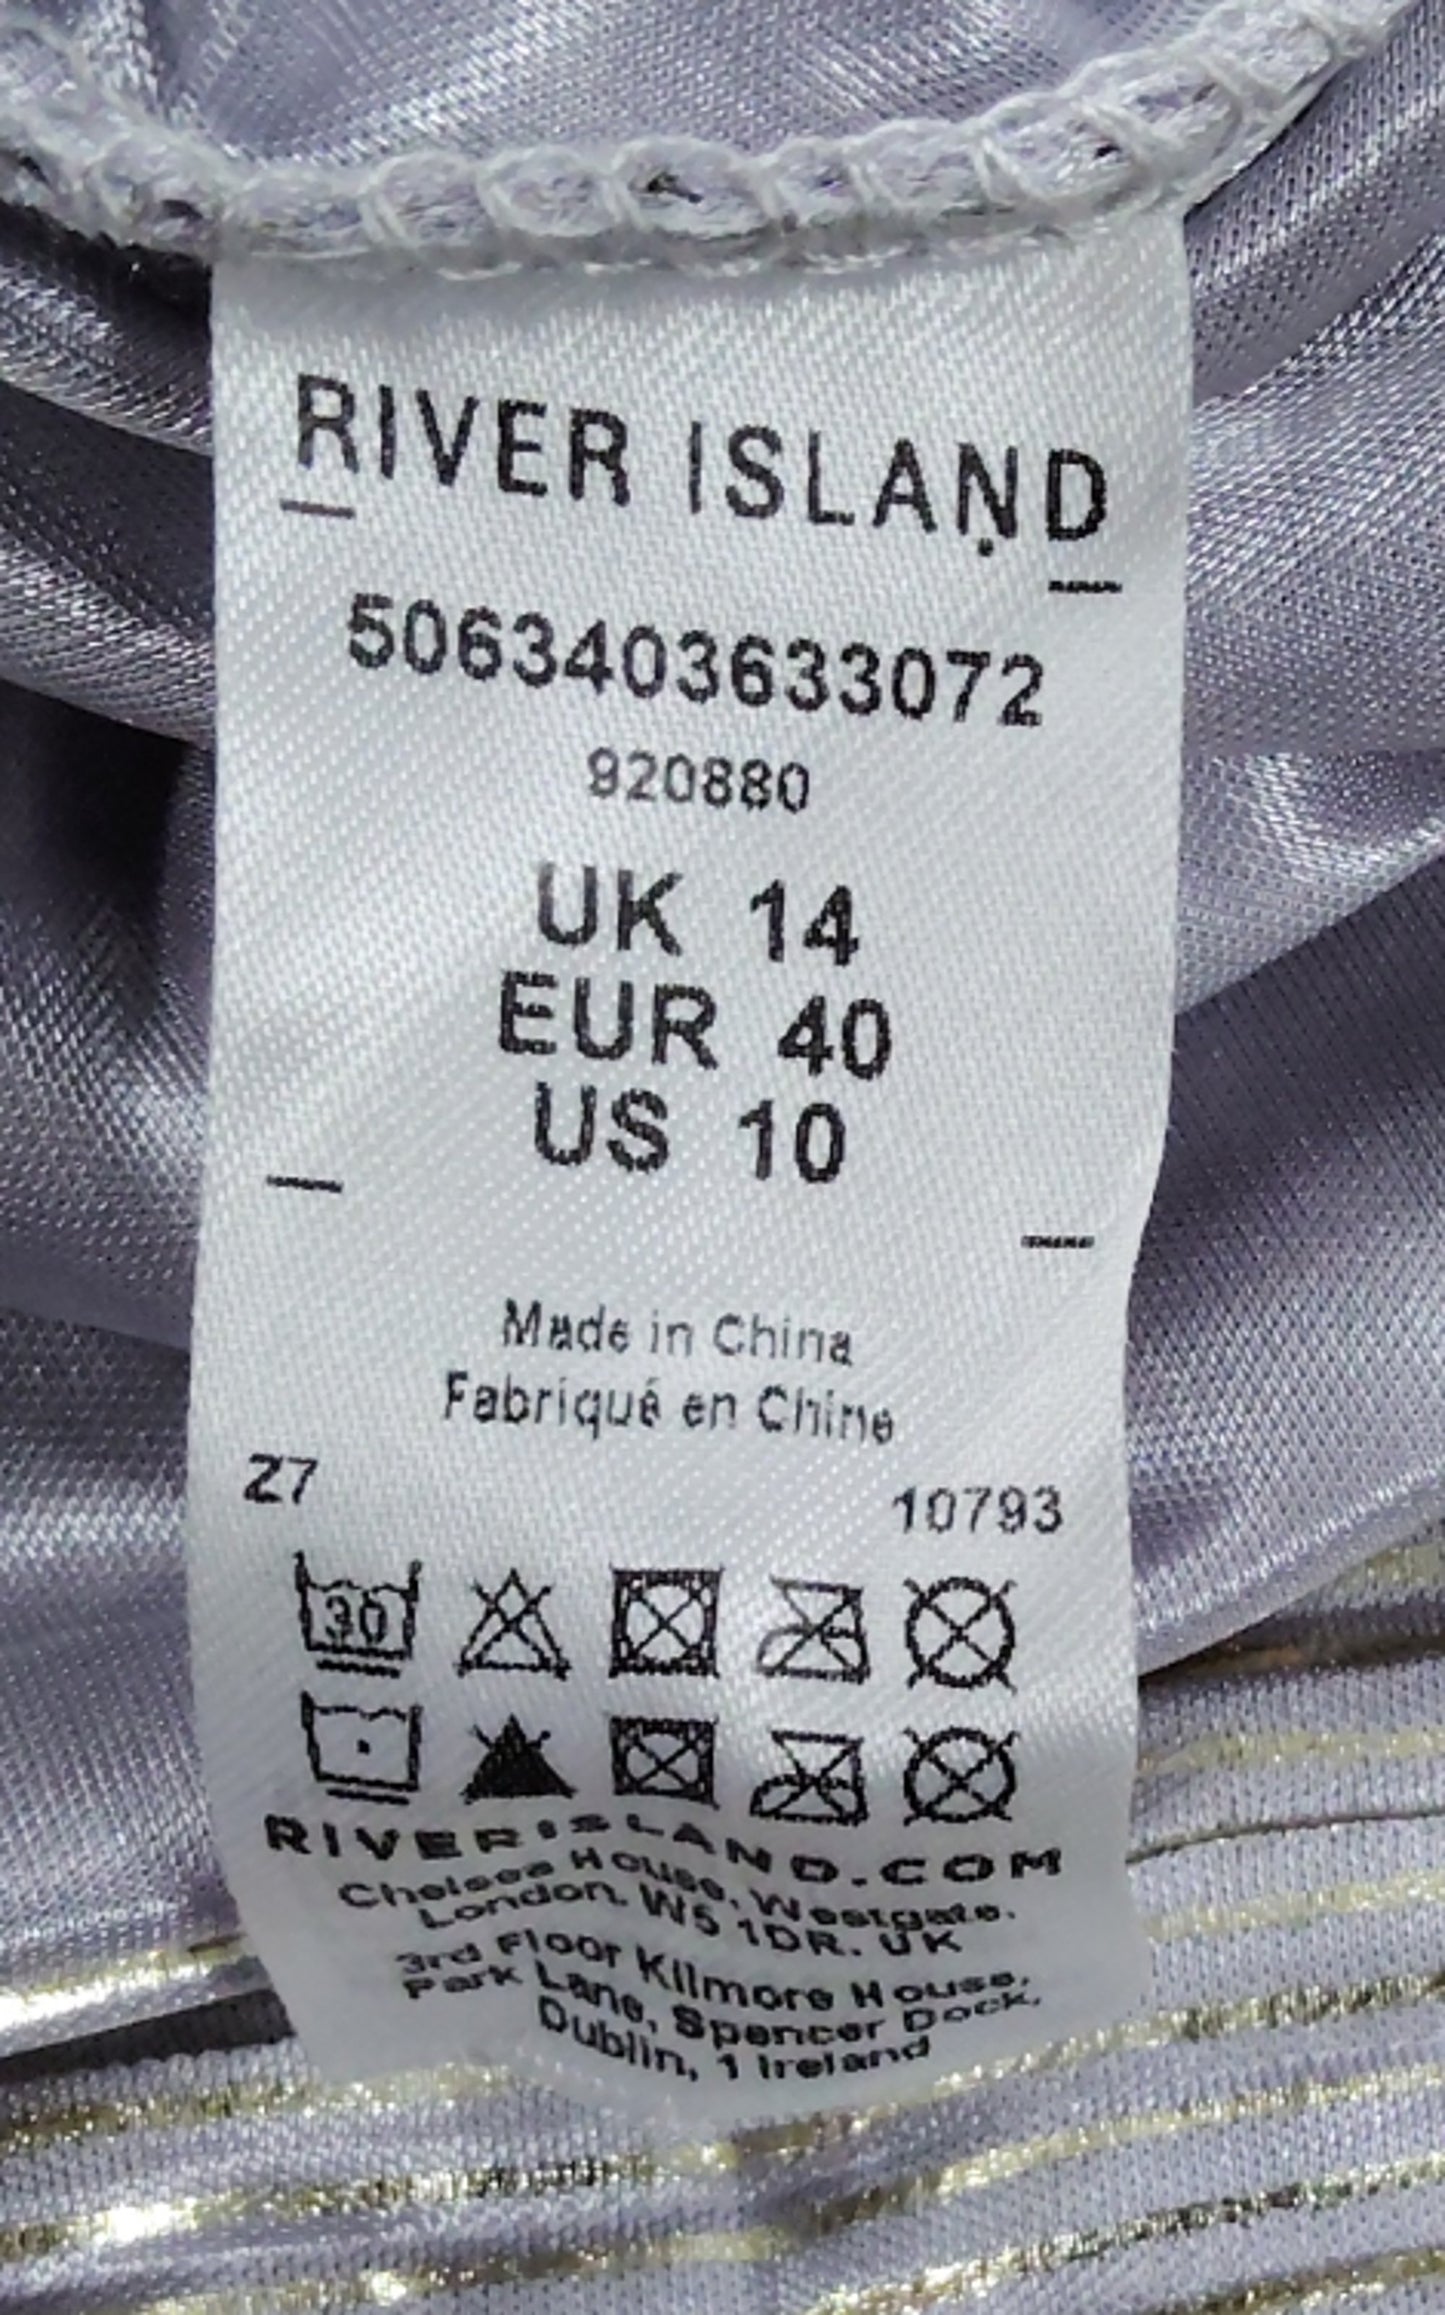 RIVER ISLAND
5063403633072
920880
UK 14
EUR 40
US 10
Made in China
Fabriqué en Chine
27 10793
30
RIVERISLAND.COM
Chelsea House, Westgate,
London. W5 1DR. UK
3rd Floor Kilmore House,
Park Lane, Spencer Dock,
Dublin, 1 Ireland